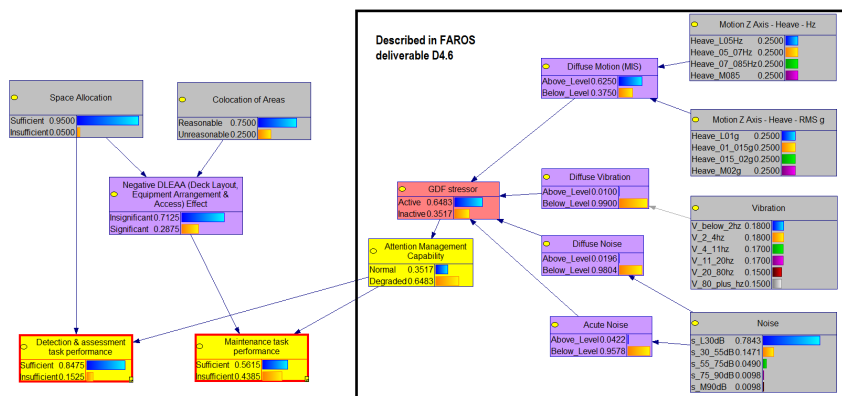 Described in FAROS
deliverable D4.6
Motion Z Axis - Heave - Hz
Heave_L05Hz 0.2500
Heave_05_07Hz 0.2500
Heave_07_085Hz 0.2500
Heave_M085 0.2500
Diffuse Motion (MIS)
Above_Level 0.6250
Below_Level 0.3750
Space Allocation
Sufficient 0.9500
Insufficient 0.0500
Colocation of Areas
Reasonable 0.7500
Unreasonable 0.2500
Motion Z Axis - Heave - RMS g
Heave_L01g 0.2500
Heave_01_015g 0.2500
Heave_015_02g 0.2500
Heave_M02g 0.2500
Negative DLEAA (Deck Layout,
Equipment Arrangement &
Access) Effect
Insignificant 0.7125
Significant 0.2875
GDF stressor
Active 0.6483
Inactive 0.3517
Diffuse Vibration
Above_Level 0.0100
Below_Level 0.9900
Vibration
V_below_2hz 0.1800
V_2_4hz 0.1800
V_4_11hz 0.1700
V_11_20hz 0.1700
V_20_80hz 0.1500
V_80_plus_hz 0.1500
Attention Management
Capability
Normal 0.3517
Degraded 0.6483
Diffuse Noise
Above_Level 0.0196
Below_Level 0.9804
Acute Noise
Above_Level 0.0422
Below_Level 0.9578
Noise
s_L30dB 0.7843
s_30_55dB 0.1471
s_55_75dB 0.0490
s_75_90dB 0.0098
s_M90dB 0.0098
Detection & assessment
task performance
Sufficient 0.8475
Insufficient 0.1525
Maintenance task
performance
Sufficient 0.5615
Insufficient 0.4385